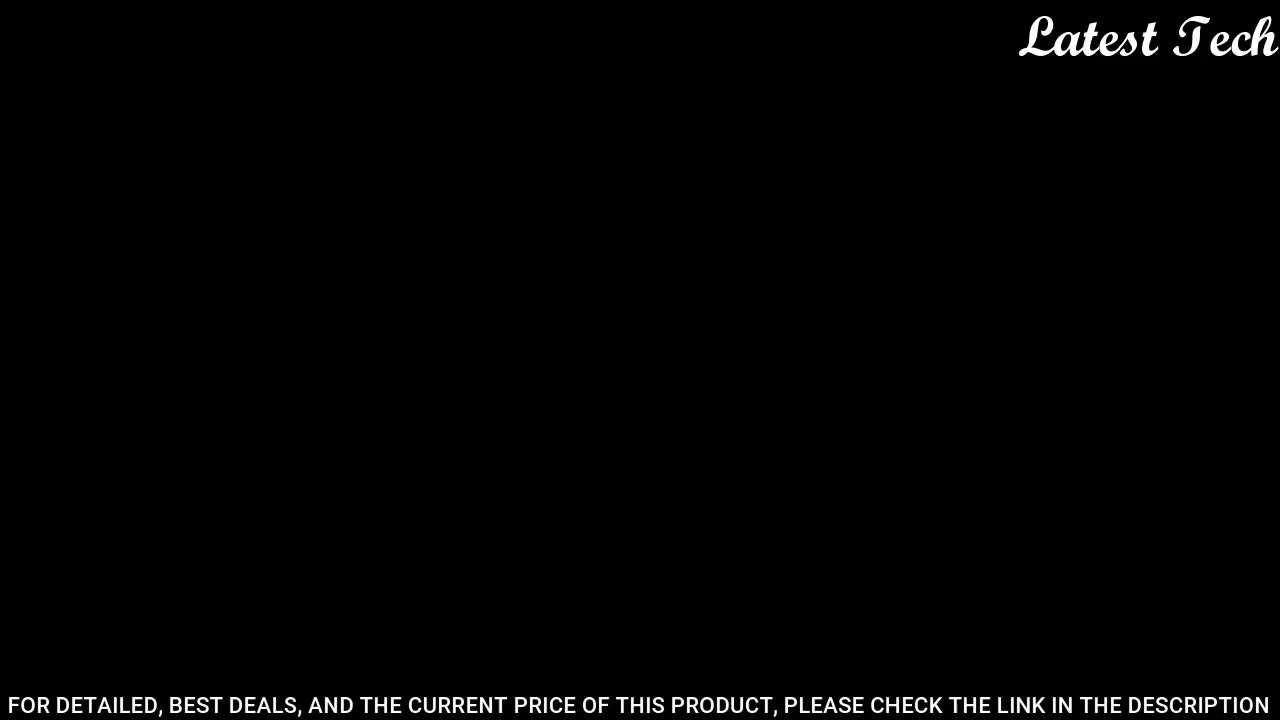 Latest Tech
FOR DETAILED, BEST DEALS, AND THE CURRENT PRICE OF THIS PRODUCT, PLEASE CHECK THE LINK IN THE DESCRIPTION